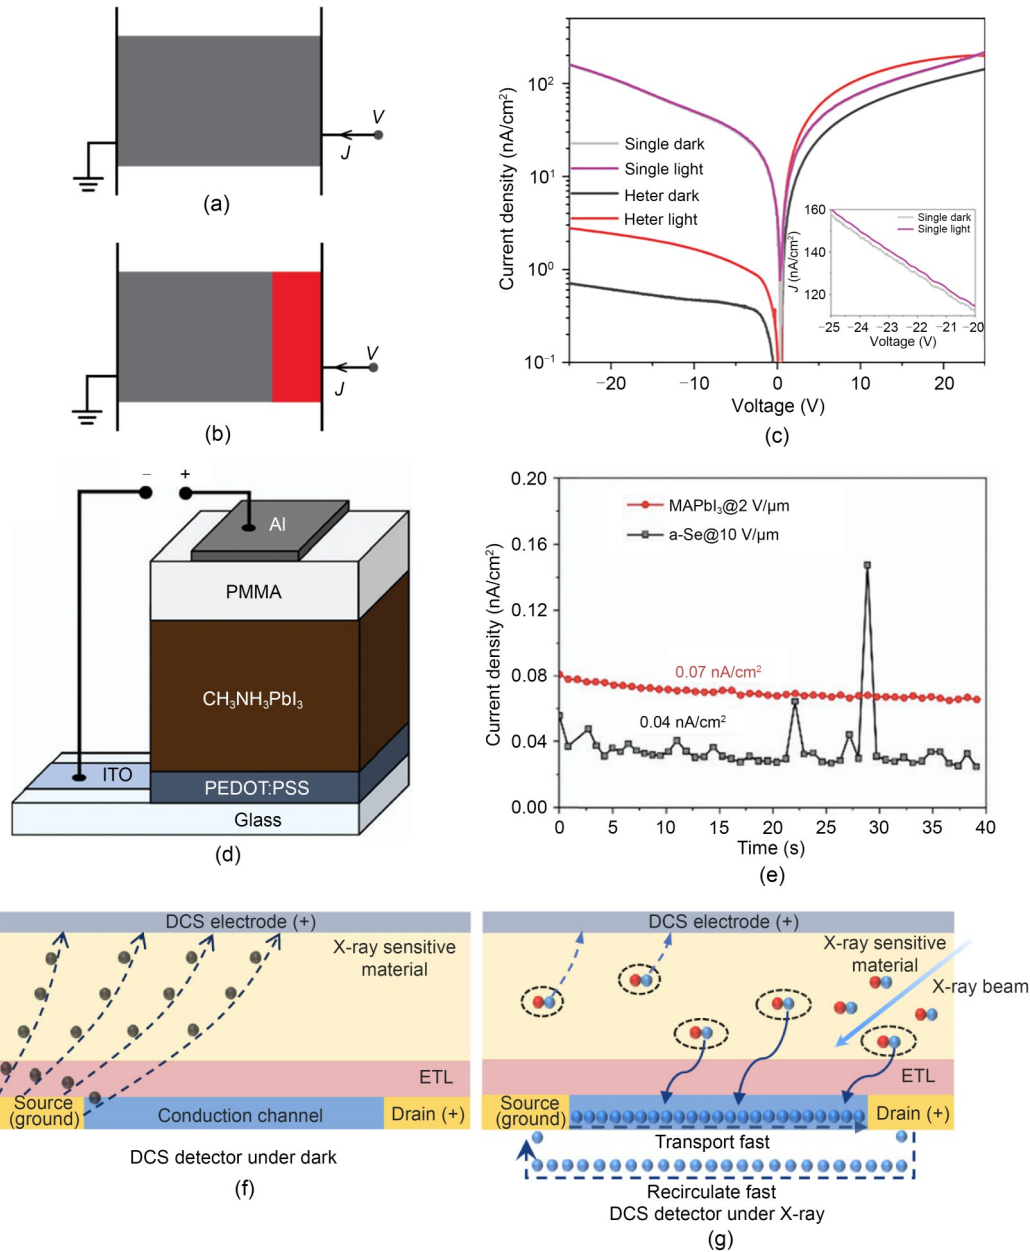 V
J
(a)
V
J
(b)
Current density (nA/cm²)
10²
10¹
10⁰
10⁻¹
Single dark
Single light
Heter dark
Heter light
J (nA/cm²)
160
140
120
Single dark
Single light
−25 −24 −23 −22 −21 −20
Voltage (V)
−20 −10 0 10 20
Voltage (V)
(c)
− +
Al
PMMA
CH₃NH₃PbI₃
ITO
PEDOT:PSS
Glass
(d)
Current density (nA/cm²)
0.20
0.16
0.12
0.08
0.04
0.00
MAPbI₃@2 V/μm
a-Se@10 V/μm
0.07 nA/cm²
0.04 nA/cm²
0 5 10 15 20 25 30 35 40
Time (s)
(e)
DCS electrode (+)
X-ray sensitive
material
ETL
Source
(ground)
Conduction channel
Drain (+)
DCS detector under dark
(f)
DCS electrode (+)
X-ray sensitive
material
X-ray beam
ETL
Source
(ground)
Drain (+)
Transport fast
Recirculate fast
DCS detector under X-ray
(g)